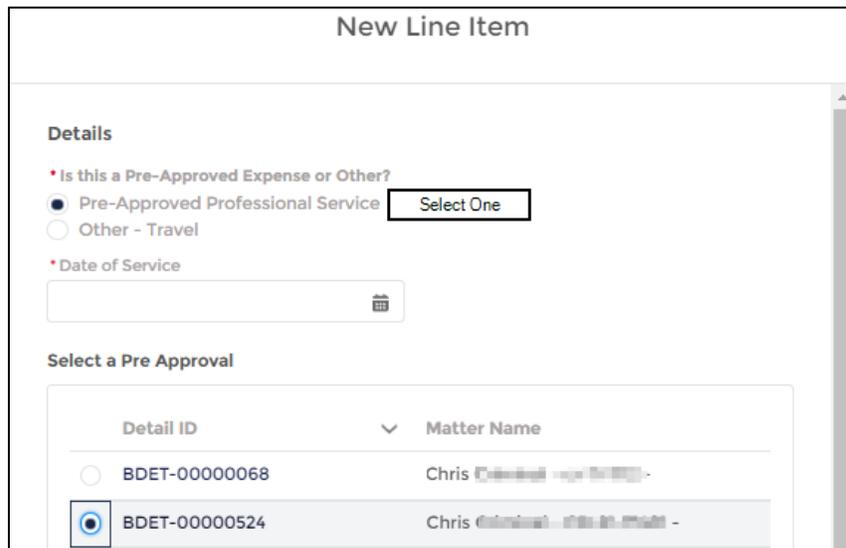 New Line Item
Details
* Is this a Pre-Approved Expense or Other?
Pre-Approved Professional Service Select One
Other - Travel
* Date of Service
Select a Pre Approval
Detail ID Matter Name
BDET-00000068 Chris -
BDET-00000524 Chris -